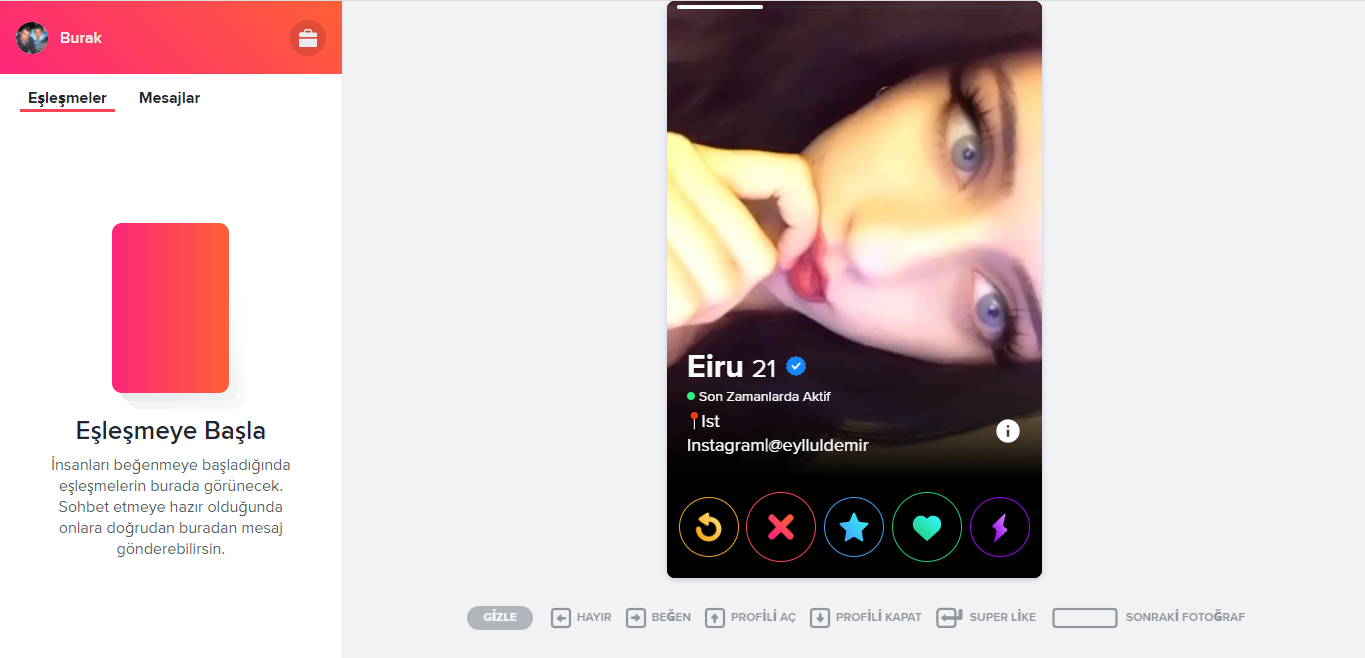 Burak
Eşleşmeler
Mesajlar
Eşleşmeye Başla
İnsanları beğenmeye başladığında
eşleşmelerin burada görünecek.
Sohbet etmeye hazır olduğunda
onlara doğrudan buradan mesaj
gönderebilirsin.
Eiru 21
Son Zamanlarda Aktif
Ist
Instagram|@eylluldemir
GİZLE
HAYIR
BEĞEN
PROFİLİ AÇ
PROFİLİ KAPAT
SUPER LİKE
SONRAKİ FOTOĞRAF